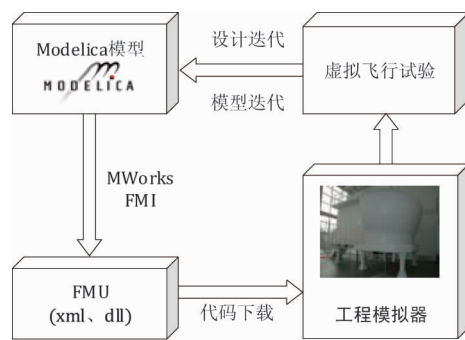 Modelica模型
MODELICA
设计迭代
模型迭代
虚拟飞行试验
MWorks
FMI
FMU
(xml、dll)
代码下载
工程模拟器